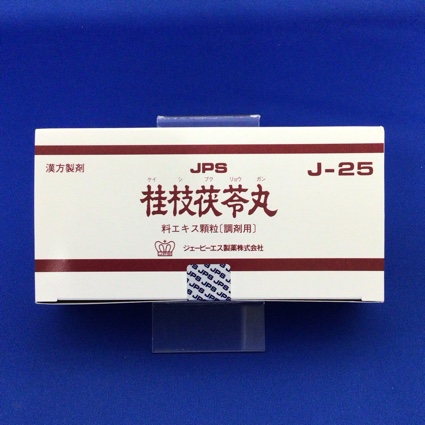 漢方製剤
JPS
J-25
ケイ シ ブク リョウ ガン
桂枝茯苓丸
料エキス顆粒〔調剤用〕
ジェーピーエス製薬株式会社
JPS JPS JPS